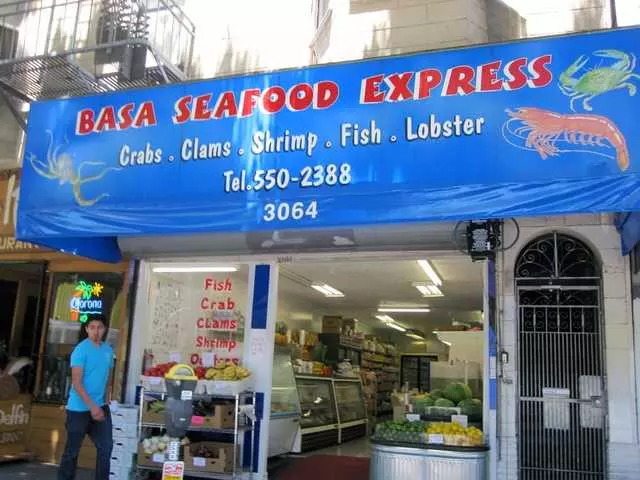 BASA SEAFOOD EXPRESS
Crabs . Clams . Shrimp . Fish . Lobster
Tel.550-2388
3064
Fish
Crab
Clams
Shrimp
Corona